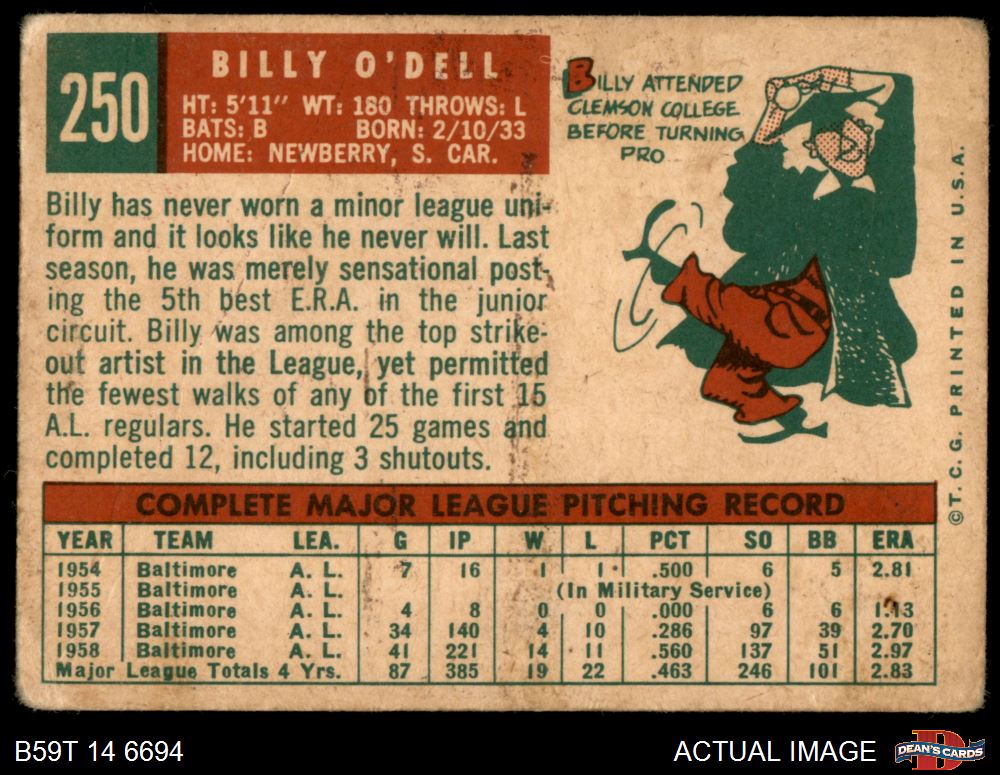 250
BILLY O'DELL
HT: 5'11" WT: 180 THROWS: L
BATS: B BORN: 2/10/33
HOME: NEWBERRY, S. CAR.
BILLY ATTENDED
CLEMSON COLLEGE
BEFORE TURNING
PRO
Billy has never worn a minor league uni-
form and it looks like he never will. Last
season, he was merely sensational post-
ing the 5th best E.R.A. in the junior
circuit. Billy was among the top strike-
out artist in the League, yet permitted
the fewest walks of any of the first 15
A.L. regulars. He started 25 games and
completed 12, including 3 shutouts.
©T.C.G. PRINTED IN U.S.A.
COMPLETE MAJOR LEAGUE PITCHING RECORD
YEAR TEAM LEA. G IP W L PCT SO BB ERA
1954 Baltimore A. L. 7 16 1 1 .500 6 5 2.81
1955 Baltimore A. L. (In Military Service)
1956 Baltimore A. L. 4 8 0 0 .000 6 6 1.13
1957 Baltimore A. L. 34 140 4 10 .286 97 39 2.70
1958 Baltimore A. L. 41 221 14 11 .560 137 51 2.97
Major League Totals 4 Yrs. 87 385 19 22 .463 246 101 2.83
B59T 14 6694
ACTUAL IMAGE
DEAN'S CARDS